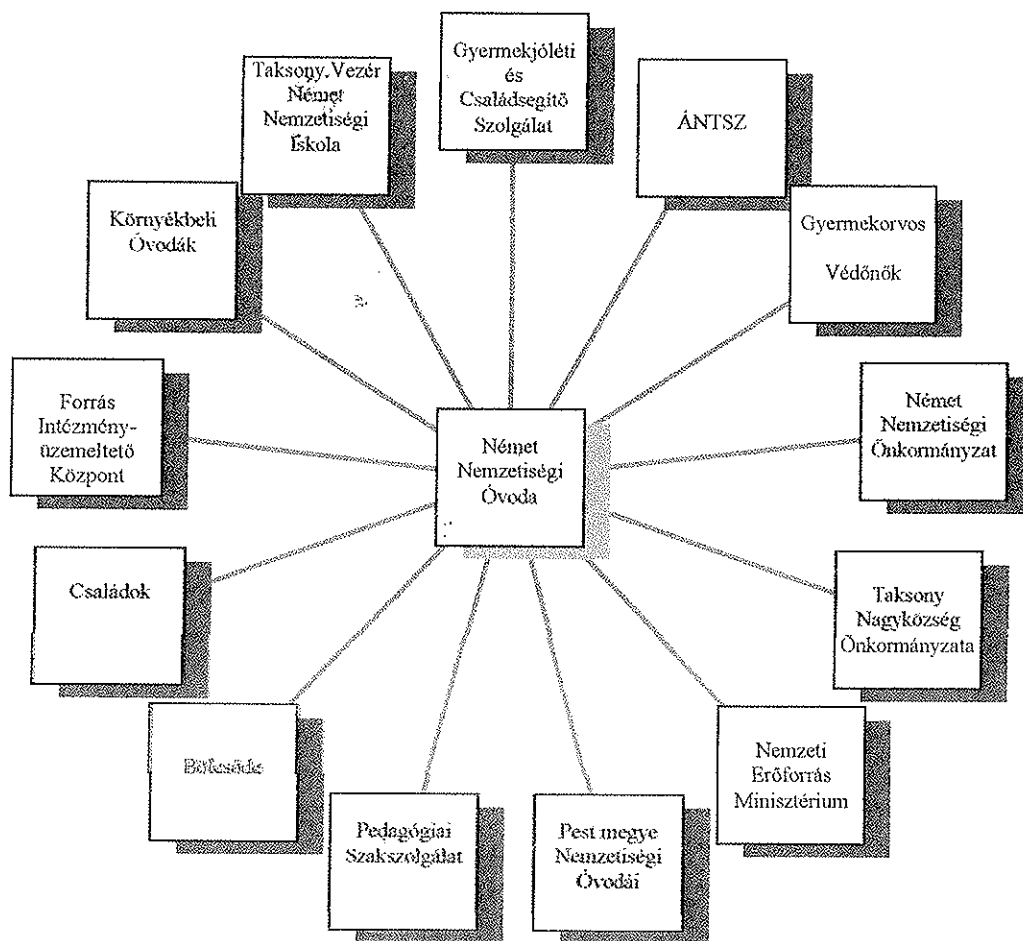 Gyermekjóléti
és
Családsegítő
Szolgálat
Taksony Vezér
Német
Nemzetiségi
Iskola
ÁNTSZ
Környékbeli
Óvodák
Gyermekorvos
Védőnők
Forrás
Intézmény-
üzemeltető
Központ
Német
Nemzetiségi
Óvoda
Német
Nemzetiségi
Önkormányzat
Családok
Taksony
Nagyközség
Önkormányzata
Bölcsőde
Nemzeti
Erőforrás
Minisztérium
Pedagógiai
Szakszolgálat
Pest megye
Nemzetiségi
Óvodái